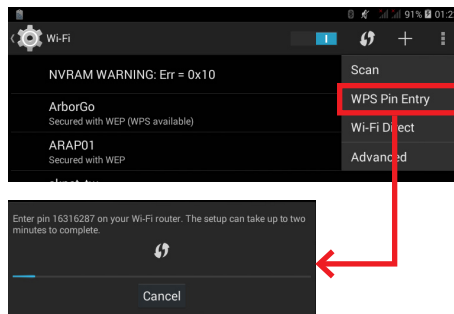 91% 01:2
Wi-Fi
NVRAM WARNING: Err = 0x10
ArborGo
Secured with WEP (WPS available)
ARAP01
Secured with WEP
Scan
WPS Pin Entry
Wi-Fi Direct
Advanced
Enter pin 16316287 on your Wi-Fi router. The setup can take up to two
minutes to complete.
Cancel